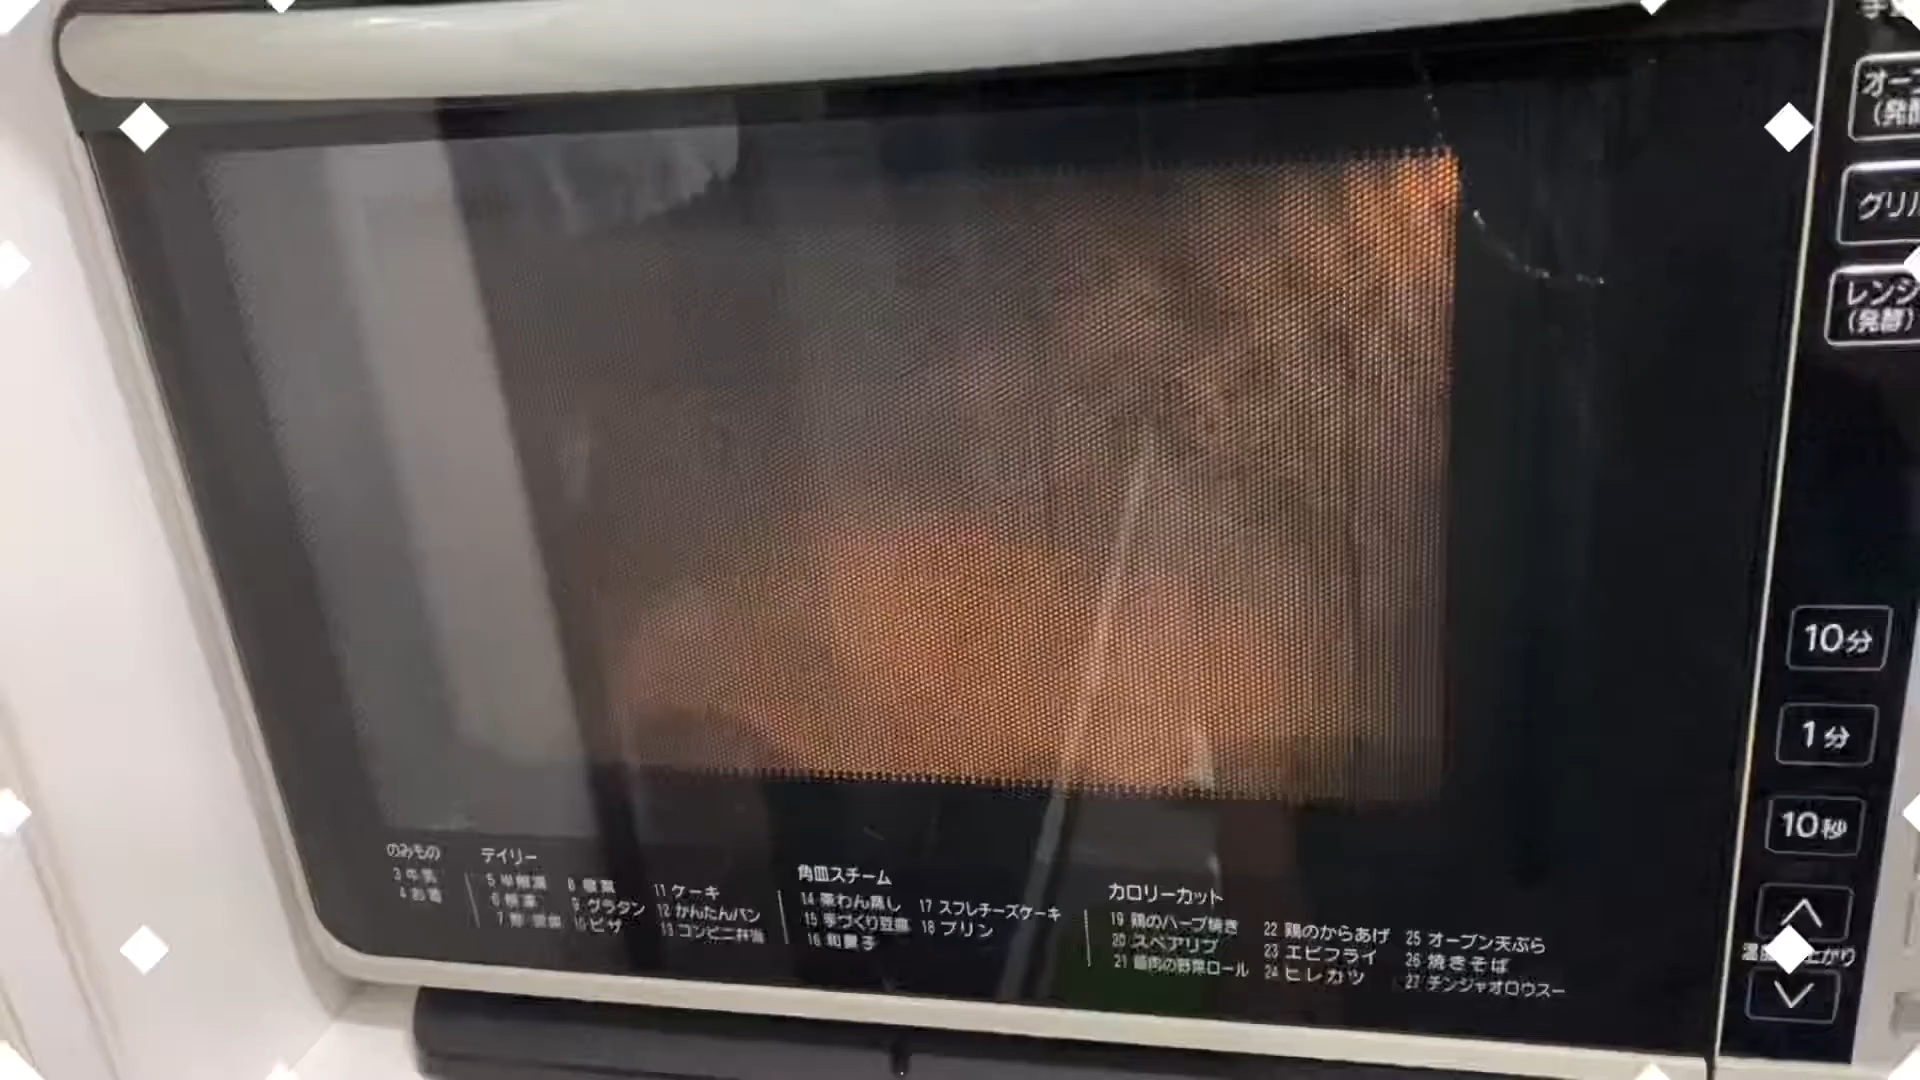 オー
(発酵
グリル
レンジ
(発酵)
10分
1分
10秒
のみもの
3 牛乳
4 お酒
デイリー
5 半解凍
8 根菜
11 ケーキ
9 グラタン
12 かんたんパン
10 ピザ
13 コンビニ弁当
角皿スチーム
14 茶わん蒸し
17 スフレチーズケーキ
15 手づくり豆腐
18 プリン
16 和菓子
カロリーカット
19 鶏のハーブ焼き
22 鶏のからあげ
25 オーブン天ぷら
20 スペアリブ
23 エビフライ
26 焼きそば
21 の野菜ロール
24 ヒレカツ
27 チンジャオロウスー